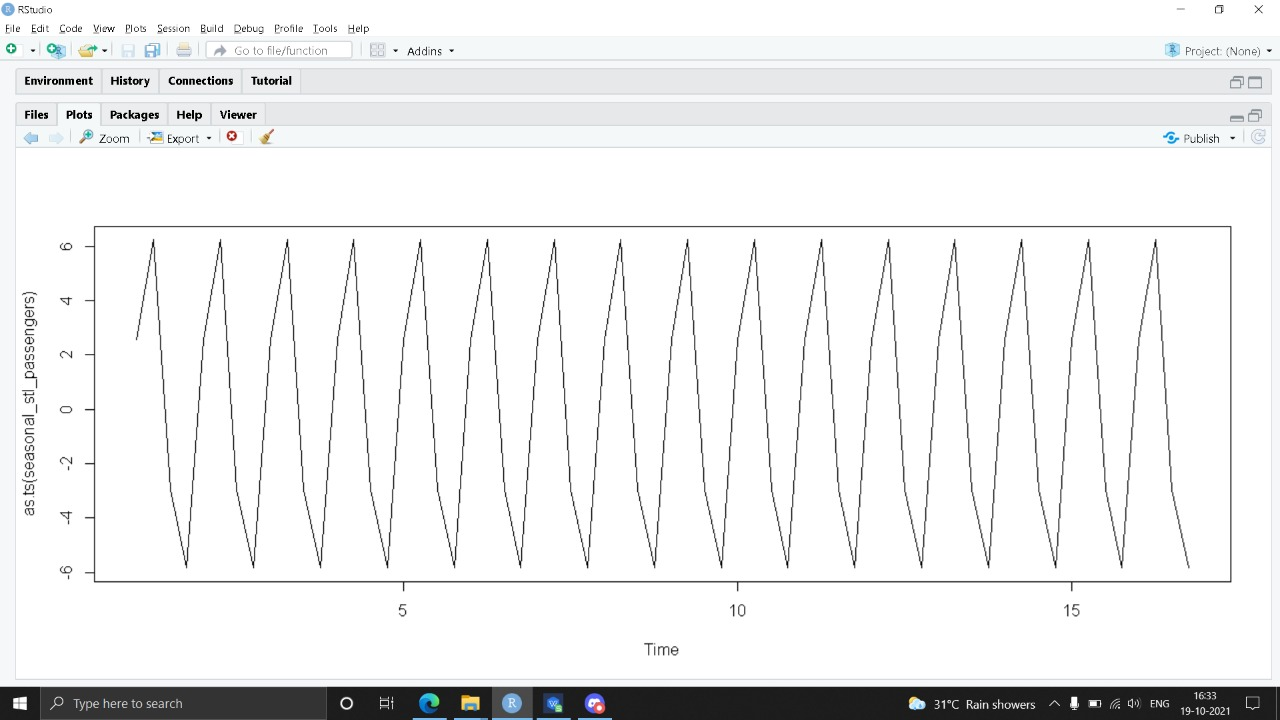 RStudio
File Edit Code View Plots Session Build Debug Profile Tools Help
Go to file/function Addins Project: (None)
Environment History Connections Tutorial
Files Plots Packages Help Viewer
Zoom Export Publish
as.ts(seasonal_stl_passengers)
6
4
2
0
-2
-4
-6
5 10 15
Time
Type here to search 31°C Rain showers ENG 16:33
19-10-2021